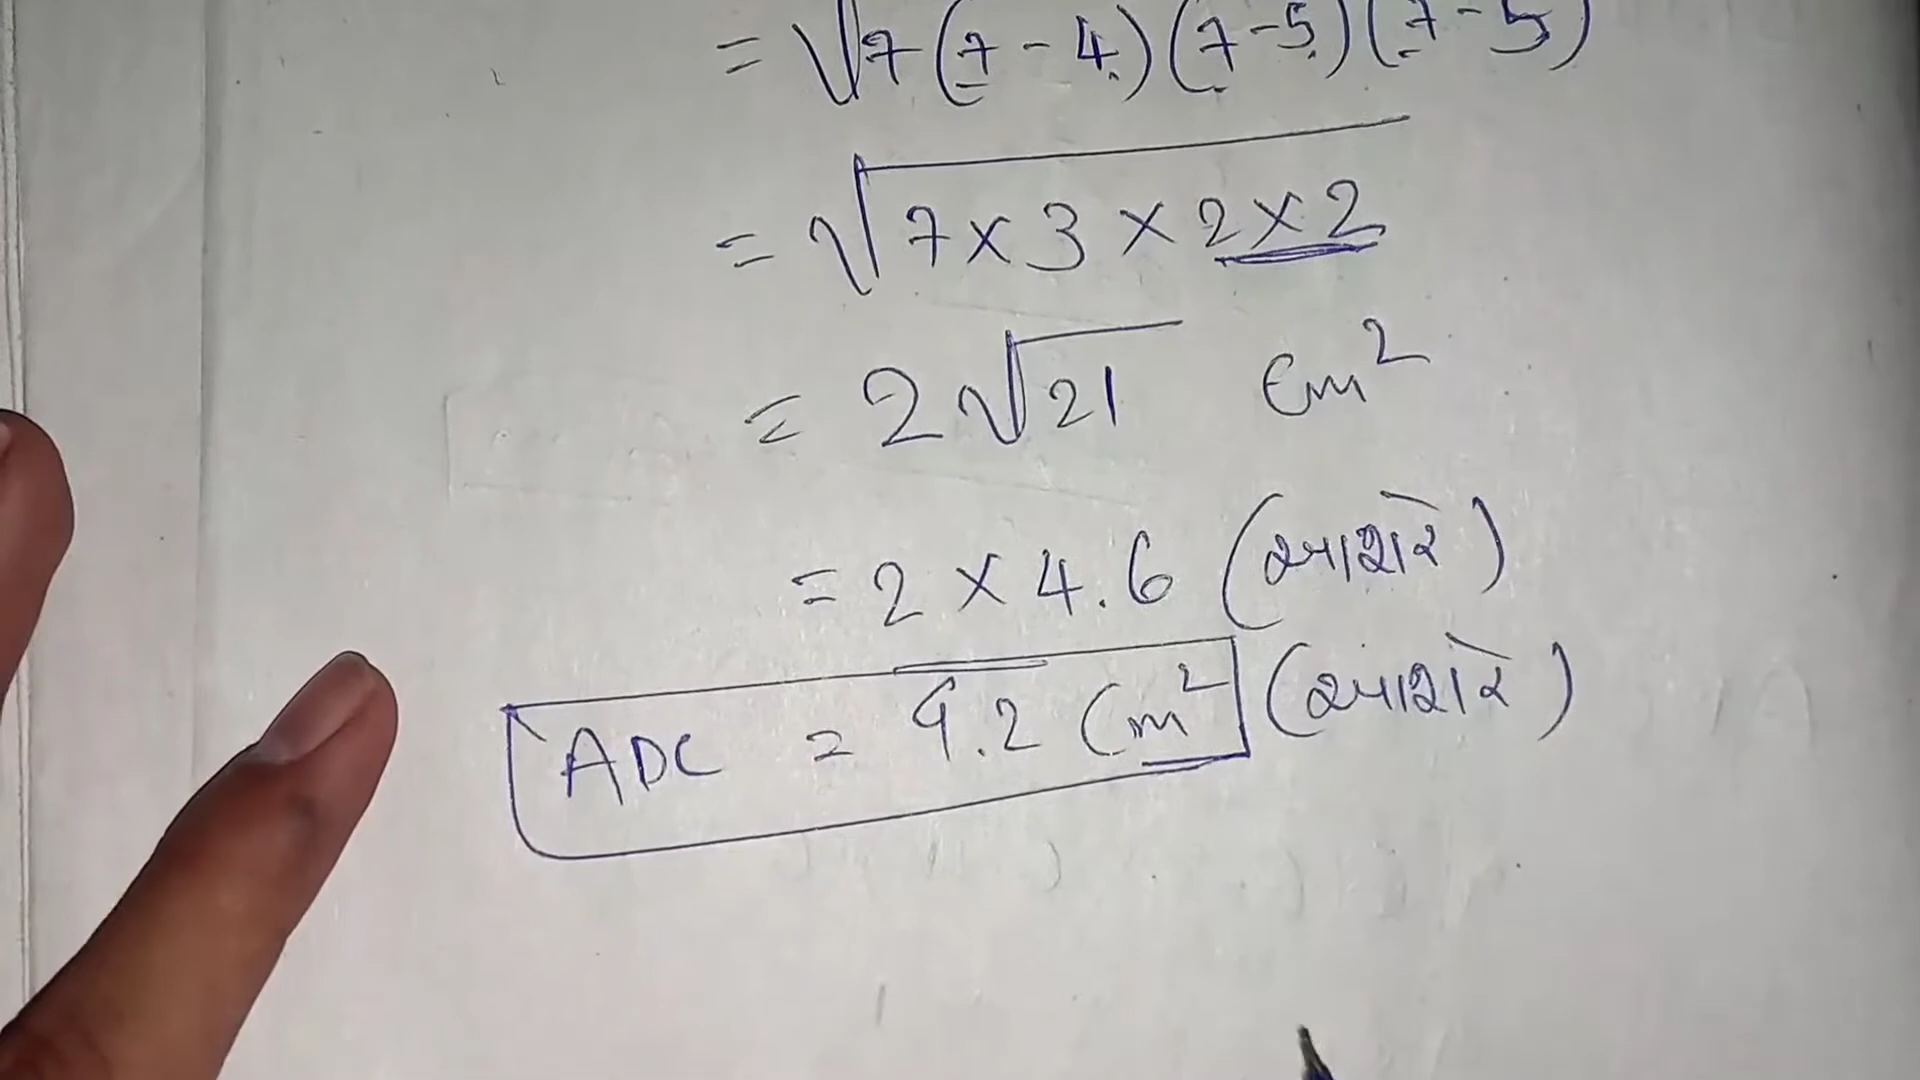 = √7(7-4)(7-5)(7-5)
= √7×3×2×2
= 2√21 cm²
= 2 × 4.6 (આશરે)
ADC = 9.2 cm² (આશરે)